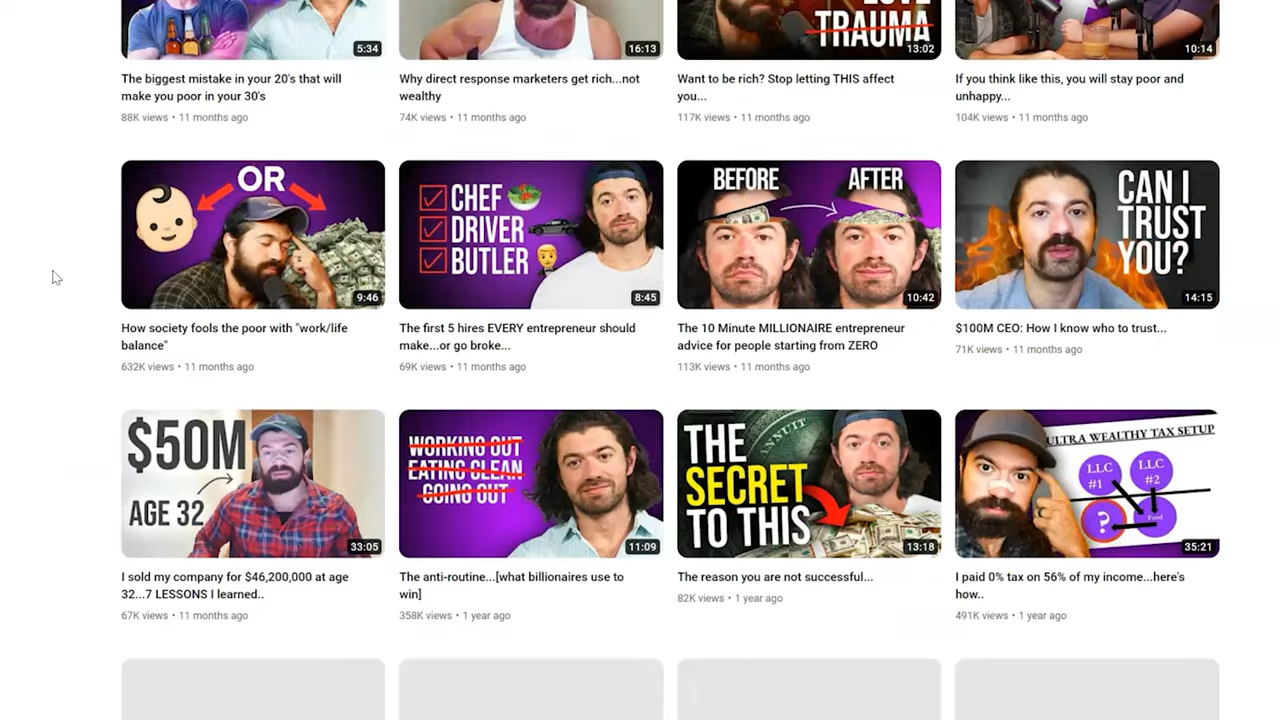 TRAUMA
5:34
16:13
13:02
10:14
The biggest mistake in your 20's that will
make you poor in your 30's
88K views • 11 months ago
Why direct response marketers get rich...not
wealthy
74K views • 11 months ago
Want to be rich? Stop letting THIS affect
you...
117K views • 11 months ago
If you think like this, you will stay poor and
unhappy...
104K views • 11 months ago
OR
9:46
CHEF
DRIVER
BUTLER
8:45
BEFORE
AFTER
10:42
CAN I
TRUST
YOU?
14:15
How society fools the poor with "work/life
balance"
632K views • 11 months ago
The first 5 hires EVERY entrepreneur should
make...or go broke...
69K views • 11 months ago
The 10 Minute MILLIONAIRE entrepreneur
advice for people starting from ZERO
113K views • 11 months ago
$100M CEO: How I know who to trust...
71K views • 11 months ago
$50M
AGE 32
33:05
WORKING OUT
EATING CLEAN
GOING OUT
11:09
ANNUIT
THE
SECRET
TO THIS
13:18
ULTRA WEALTHY TAX SETUP
LLC
#1
LLC
#2
?
Fund
35:21
I sold my company for $46,200,000 at age
32...7 LESSONS I learned..
67K views • 11 months ago
The anti-routine...[what billionaires use to
win]
358K views • 1 year ago
The reason you are not successful...
82K views • 1 year ago
I paid 0% tax on 56% of my income...here's
how..
491K views • 1 year ago